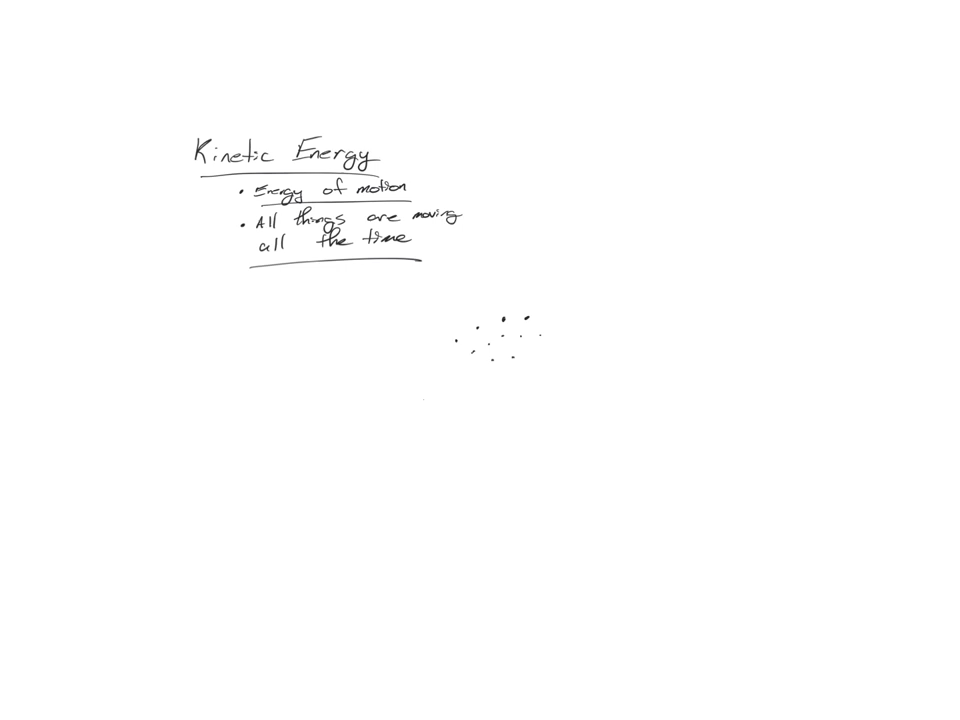 Kinetic Energy
• Energy of motion
• All things are moving
all the time